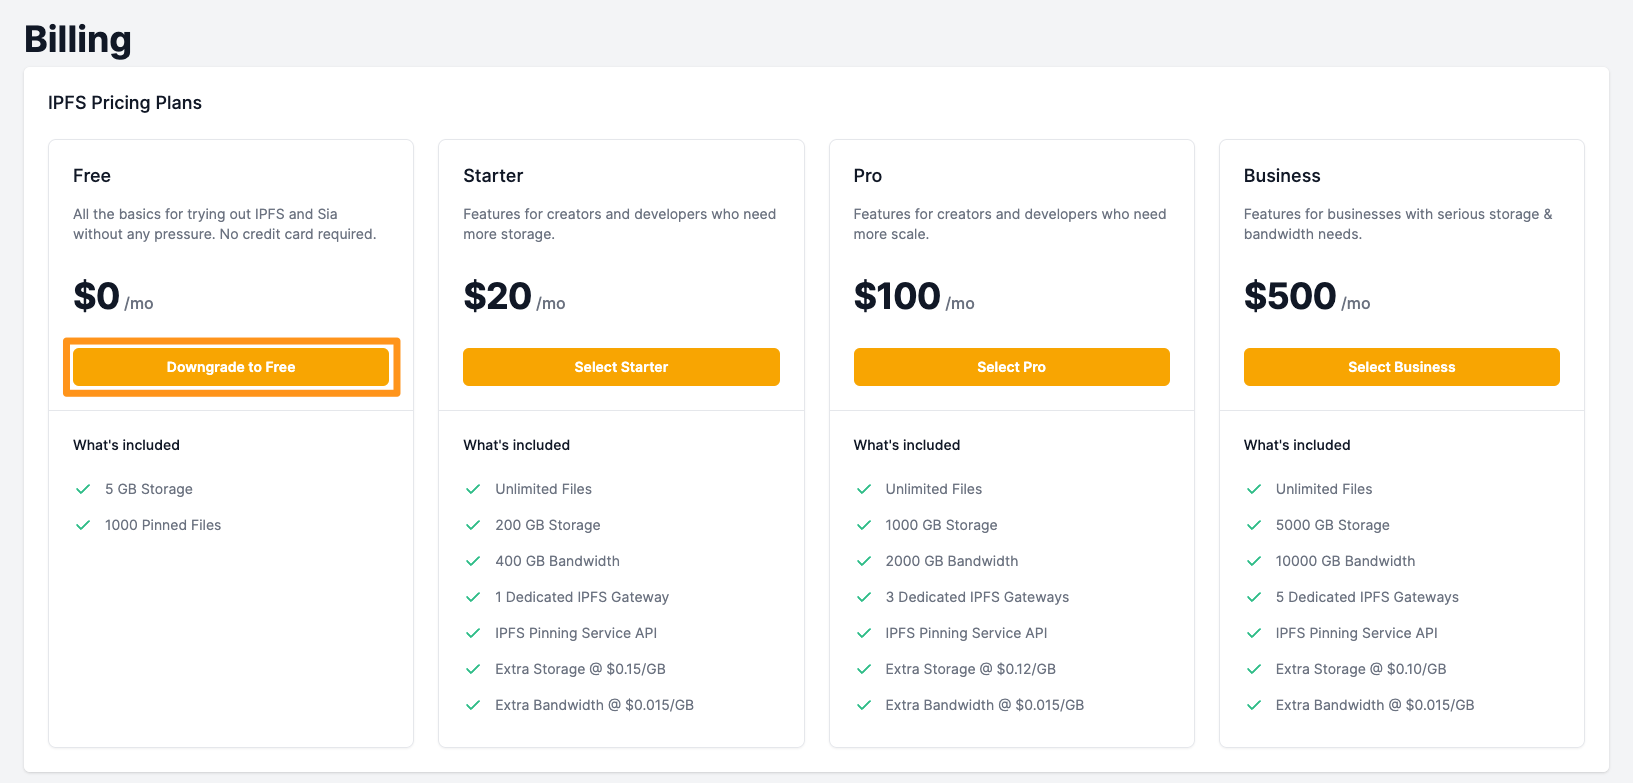 Billing
IPFS Pricing Plans
Free
All the basics for trying out IPFS and Sia
without any pressure. No credit card required.
$0 /mo
Downgrade to Free
What's included
5 GB Storage
1000 Pinned Files
Starter
Features for creators and developers who need
more storage.
$20 /mo
Select Starter
What's included
Unlimited Files
200 GB Storage
400 GB Bandwidth
1 Dedicated IPFS Gateway
IPFS Pinning Service API
Extra Storage @ $0.15/GB
Extra Bandwidth @ $0.015/GB
Pro
Features for creators and developers who need
more scale.
$100 /mo
Select Pro
What's included
Unlimited Files
1000 GB Storage
2000 GB Bandwidth
3 Dedicated IPFS Gateways
IPFS Pinning Service API
Extra Storage @ $0.12/GB
Extra Bandwidth @ $0.015/GB
Business
Features for businesses with serious storage &
bandwidth needs.
$500 /mo
Select Business
What's included
Unlimited Files
5000 GB Storage
10000 GB Bandwidth
5 Dedicated IPFS Gateways
IPFS Pinning Service API
Extra Storage @ $0.10/GB
Extra Bandwidth @ $0.015/GB